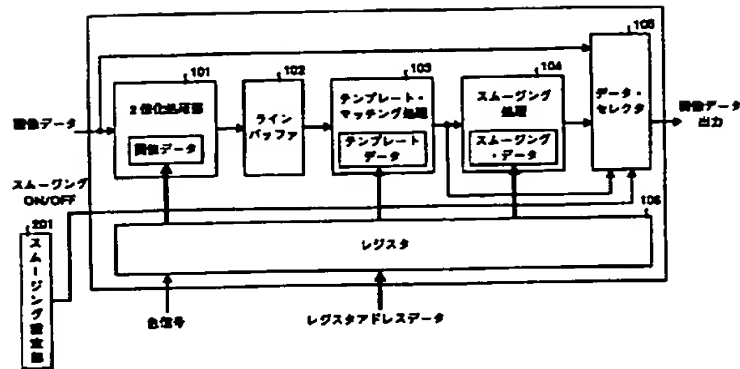 画像データ
101
2値化処理部
画像データ
102
ライン
バッファ
103
テンプレート・
マッチング処理
テンプレート
データ
104
スムージング
処理
スムージング
・データ
105
データ・
セレクタ
画像データ
出力
スムージング
ON/OFF
201
スムージング設定部
106
レジスタ
色信号
レジスタアドレスデータ